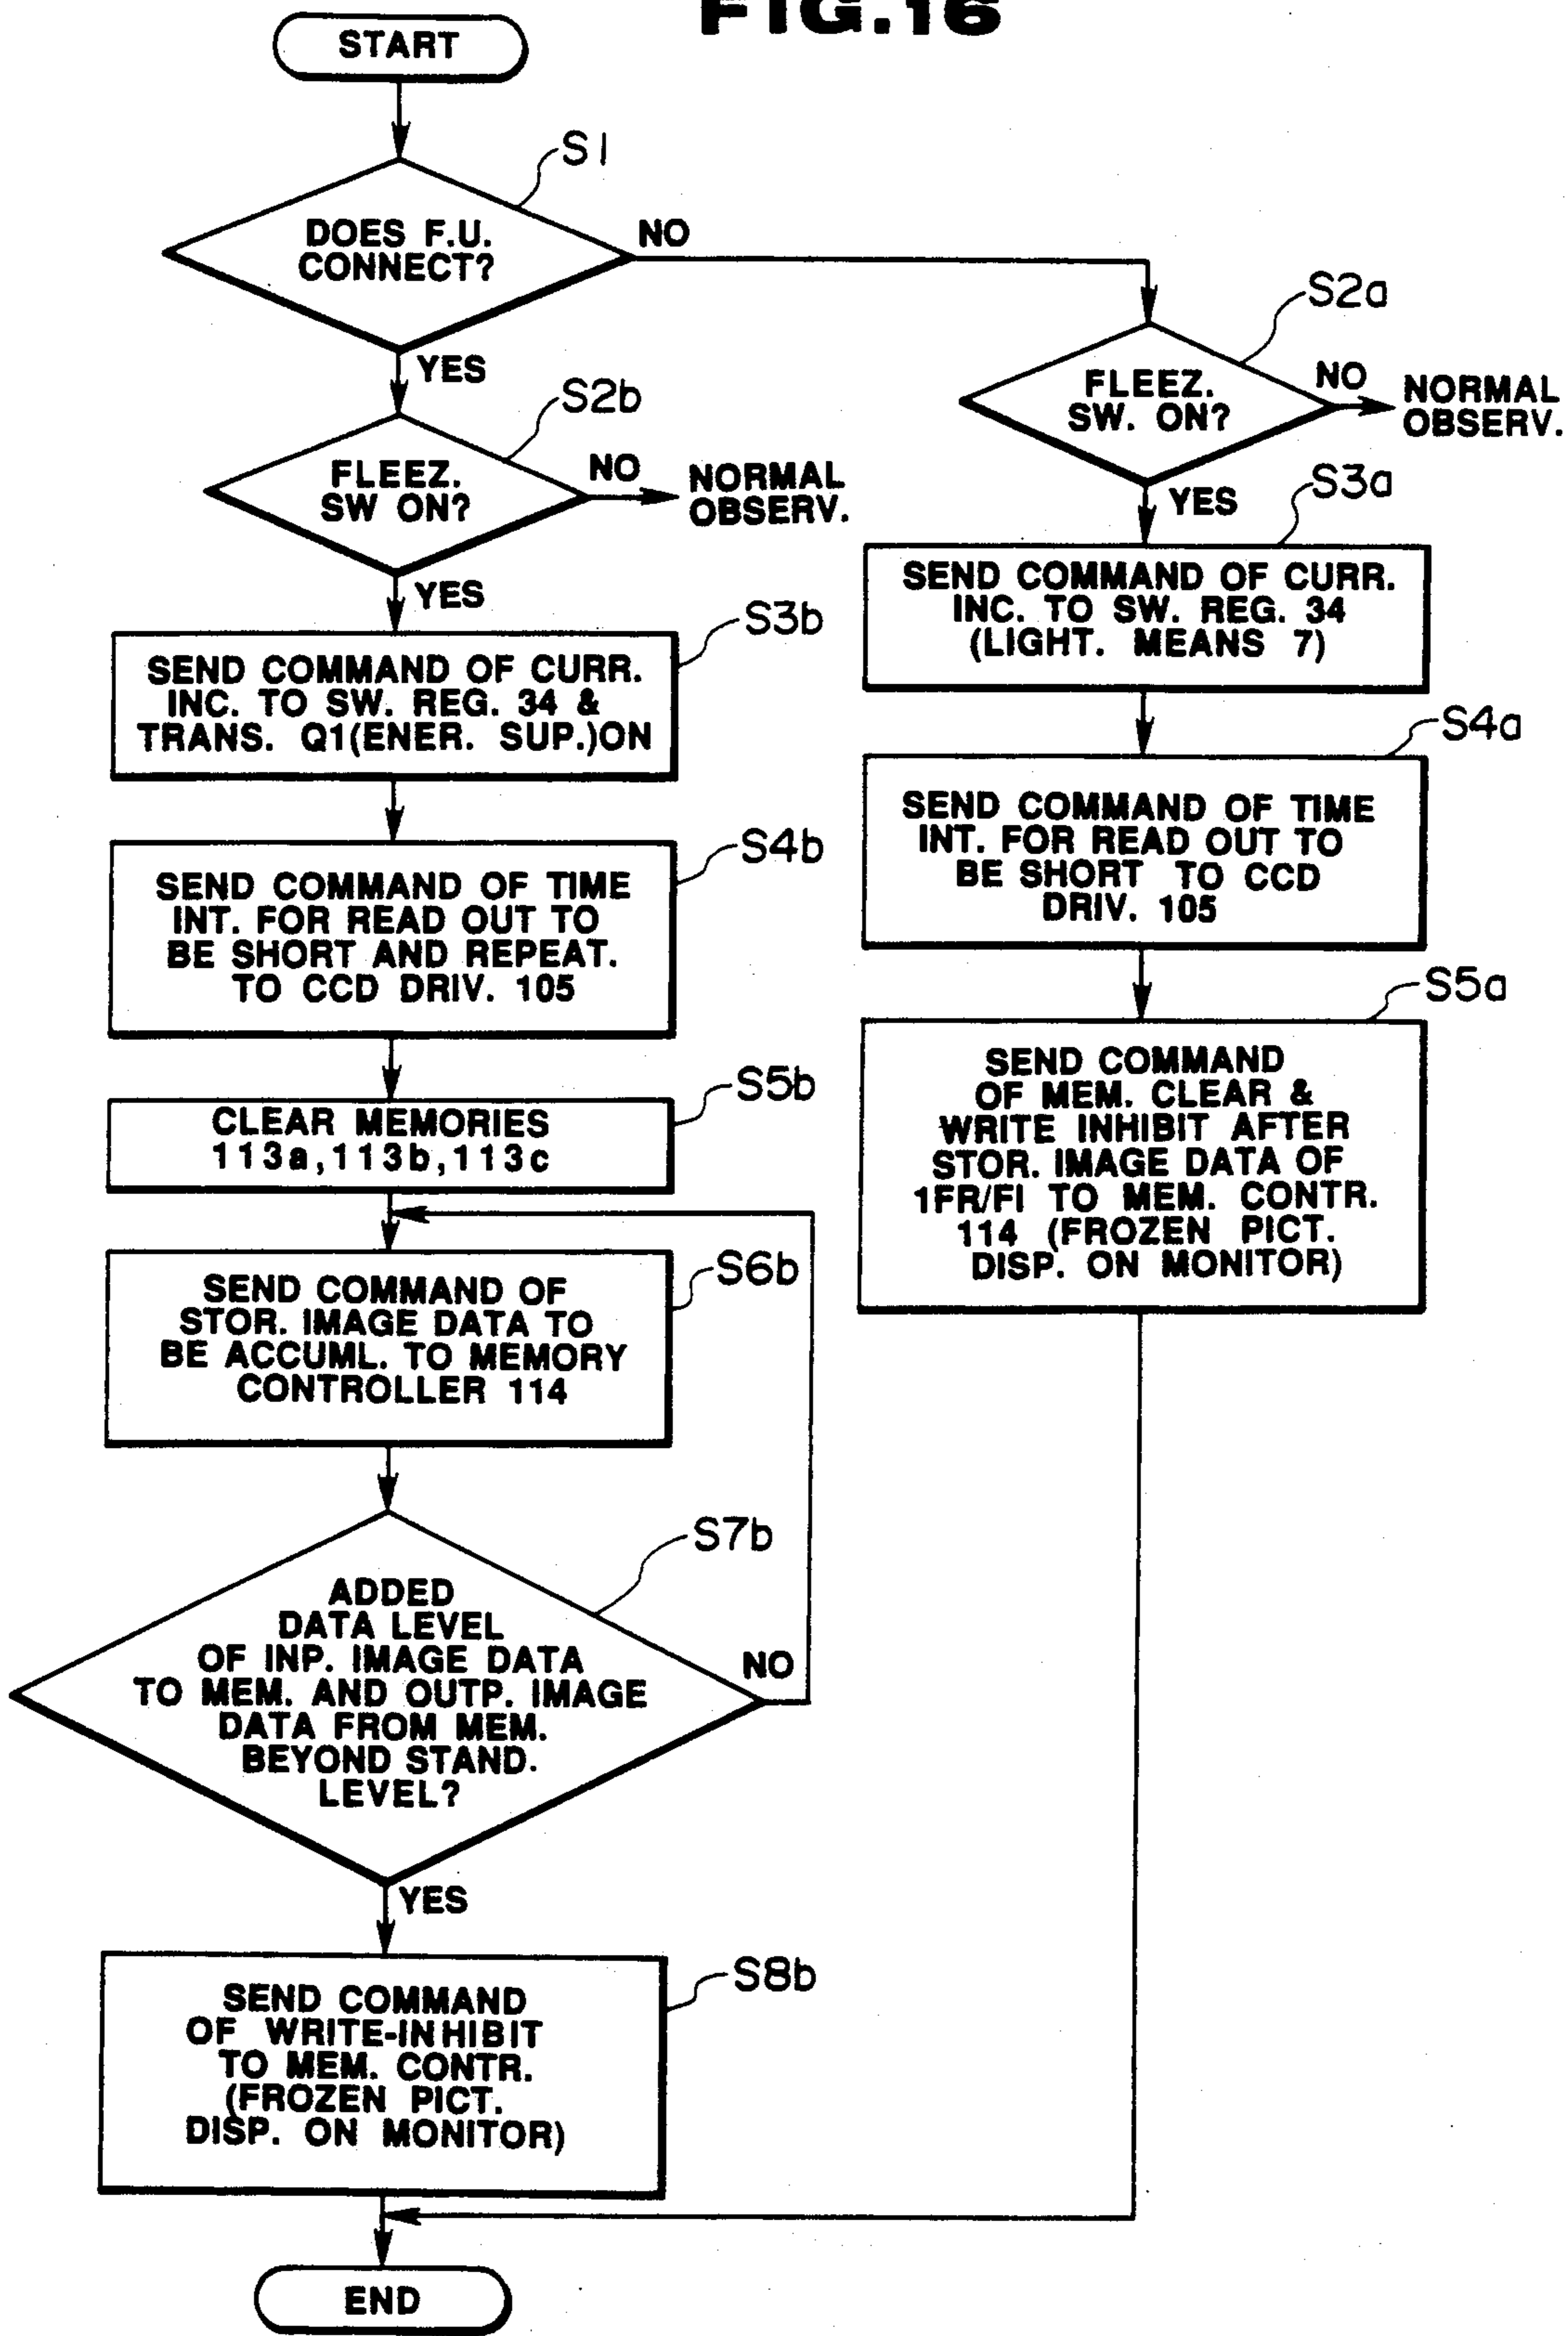 FIG.16
START
S1
DOES F.U.
CONNECT?
NO
YES
S2a
FLEEZ.
SW. ON?
NO
NORMAL
OBSERV.
YES
S2b
FLEEZ.
SW ON?
NO
NORMAL
OBSERV.
YES
S3a
SEND COMMAND OF CURR.
INC. TO SW. REG. 34
(LIGHT. MEANS 7)
S3b
SEND COMMAND OF CURR.
INC. TO SW. REG. 34 &
TRANS. Q1(ENER. SUP.)ON
S4a
SEND COMMAND OF TIME
INT. FOR READ OUT TO
BE SHORT TO CCD
DRIV. 105
S4b
SEND COMMAND OF TIME
INT. FOR READ OUT TO
BE SHORT AND REPEAT.
TO CCD DRIV. 105
S5a
SEND COMMAND
OF MEM. CLEAR &
WRITE INHIBIT AFTER
STOR. IMAGE DATA OF
1FR/FI TO MEM. CONTR.
114 (FROZEN PICT.
DISP. ON MONITOR)
S5b
CLEAR MEMORIES
113a,113b,113c
S6b
SEND COMMAND OF
STOR. IMAGE DATA TO
BE ACCUML. TO MEMORY
CONTROLLER 114
S7b
ADDED
DATA LEVEL
OF INP. IMAGE DATA
TO MEM. AND OUTP. IMAGE
DATA FROM MEM.
BEYOND STAND.
LEVEL?
NO
YES
S8b
SEND COMMAND
OF WRITE-INHIBIT
TO MEM. CONTR.
(FROZEN PICT.
DISP. ON MONITOR)
END